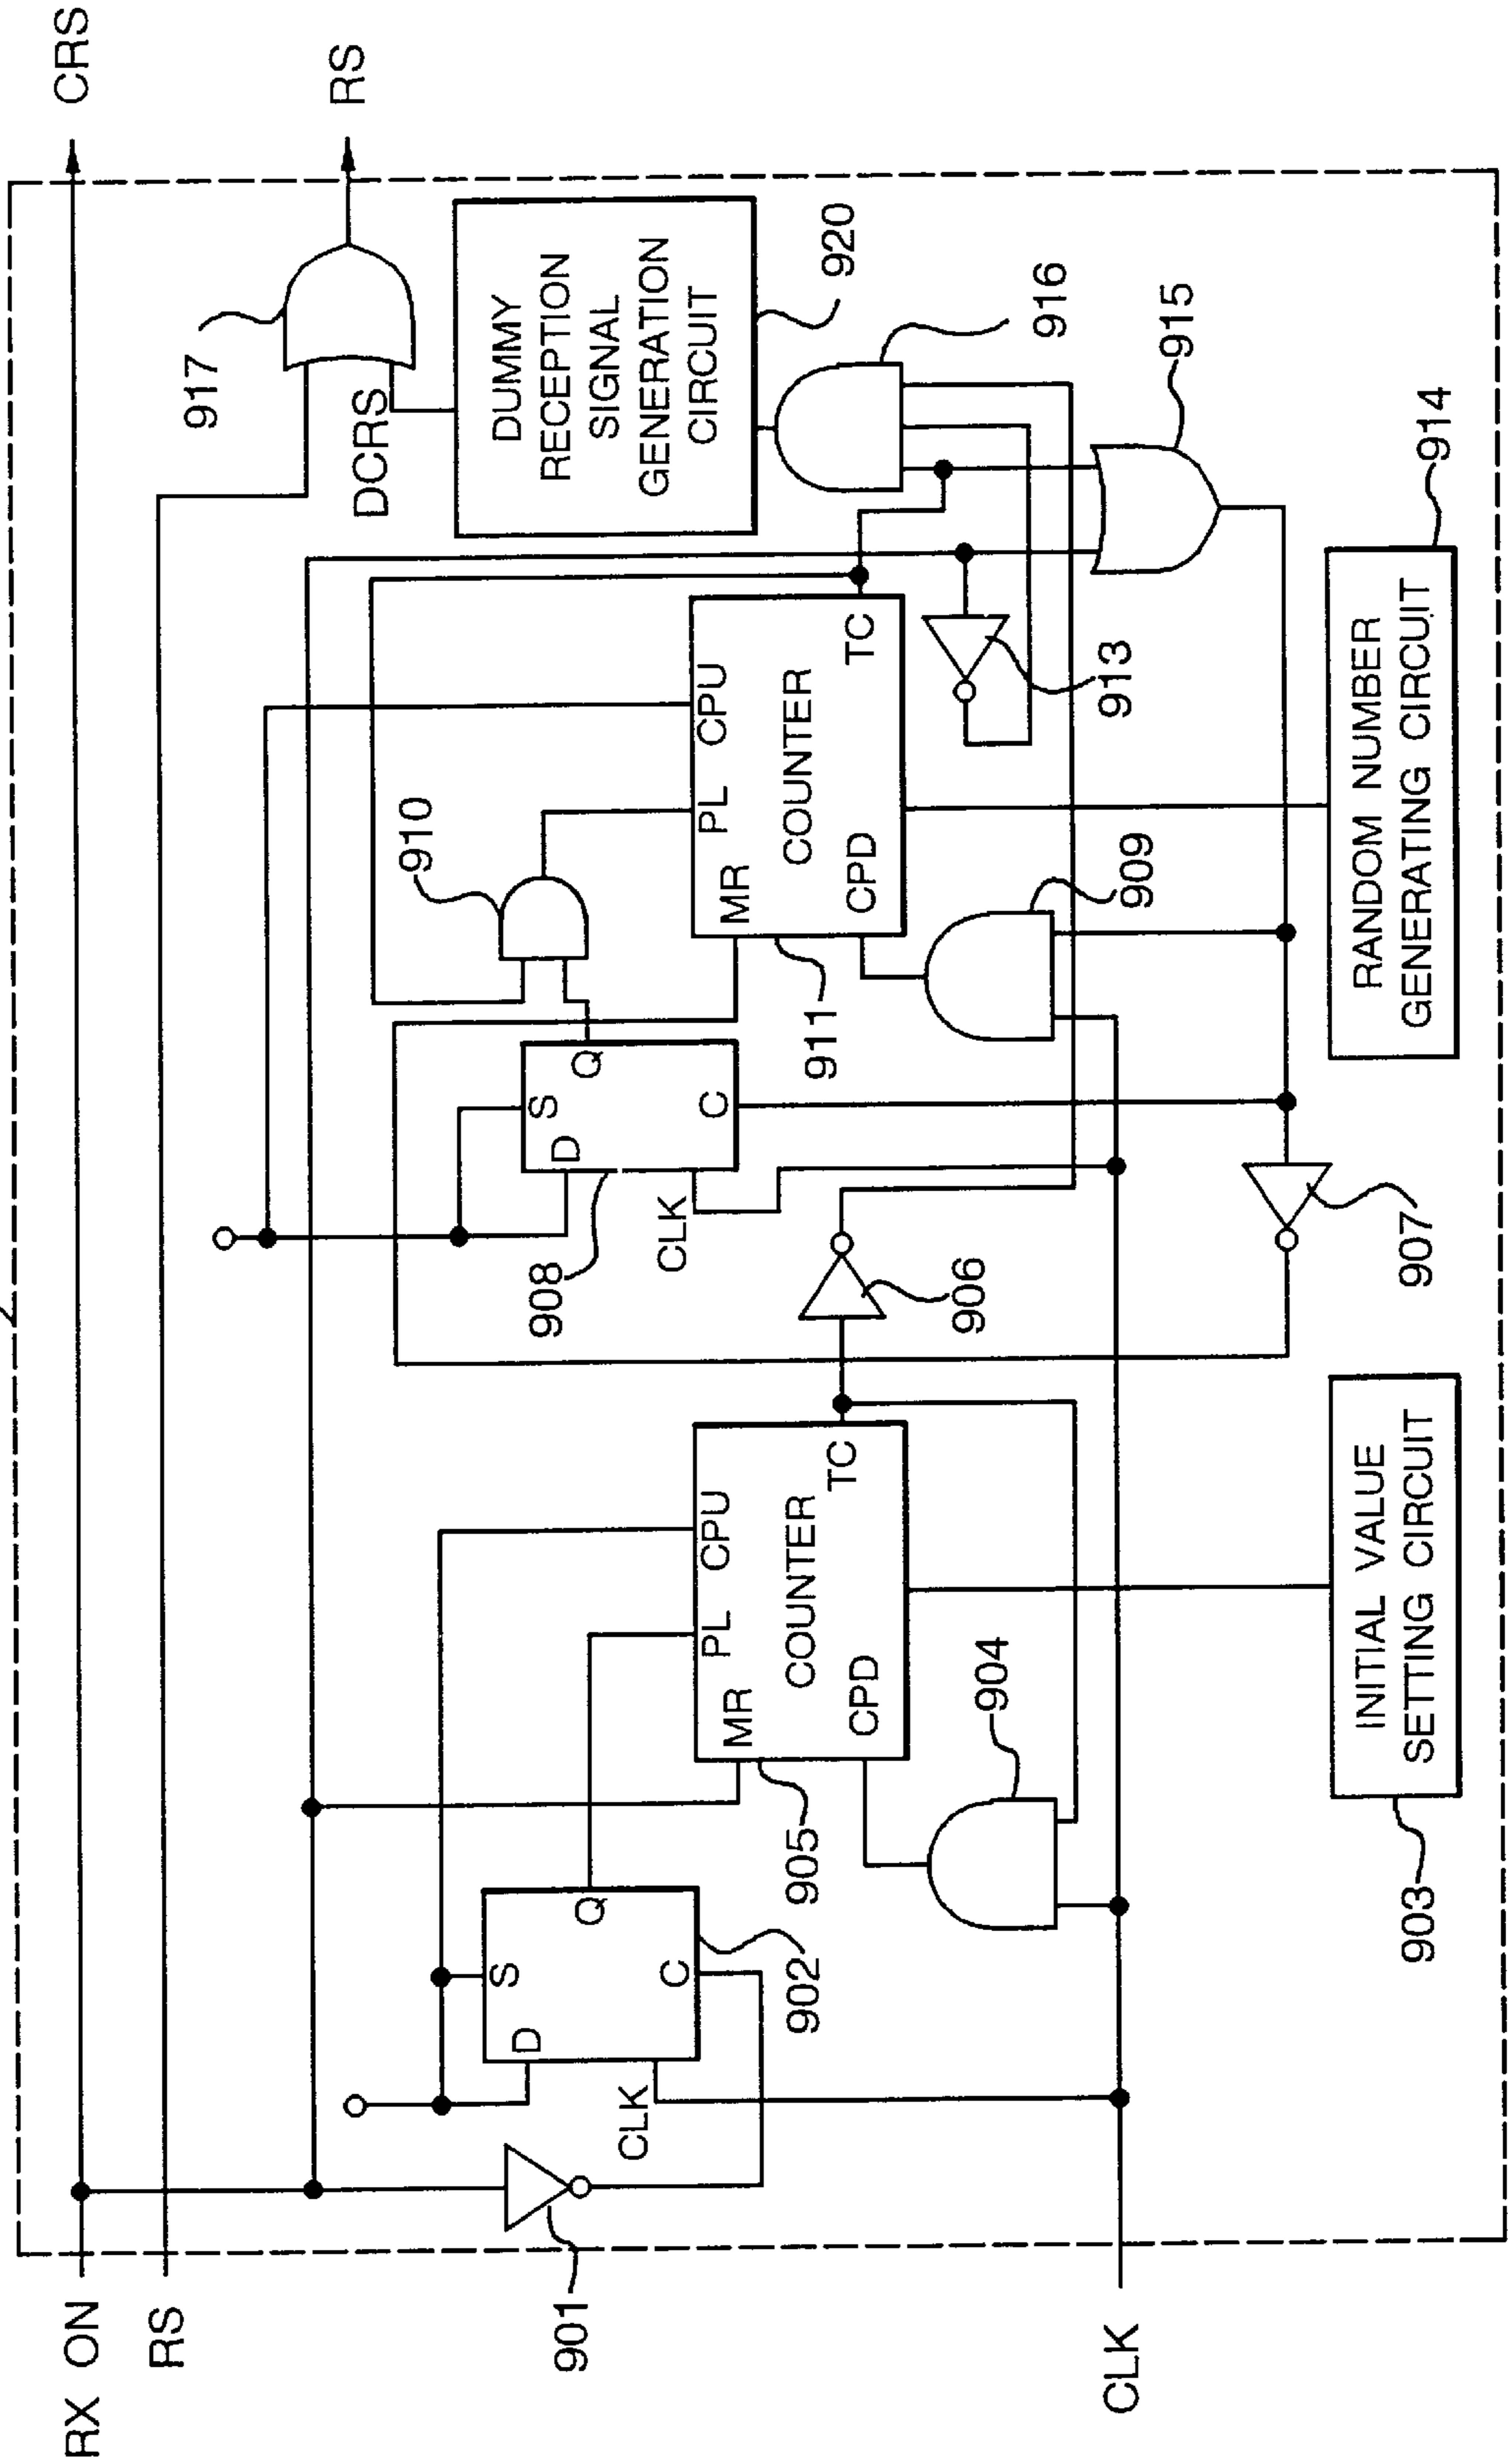 RX ON
CRS
RS
RS
917
DCRS
DUMMY
RECEPTION
SIGNAL
GENERATION
CIRCUIT
920
916
915
914
RANDOM NUMBER
GENERATING CIRCUIT
913
910
PL
CPU
MR
COUNTER
TC
CPD
911
909
D
S
Q
C
CLK
908
906
907
PL
CPU
MR
COUNTER
TC
CPD
905
904
INITIAL VALUE
SETTING CIRCUIT
903
D
S
Q
C
CLK
902
901
CLK